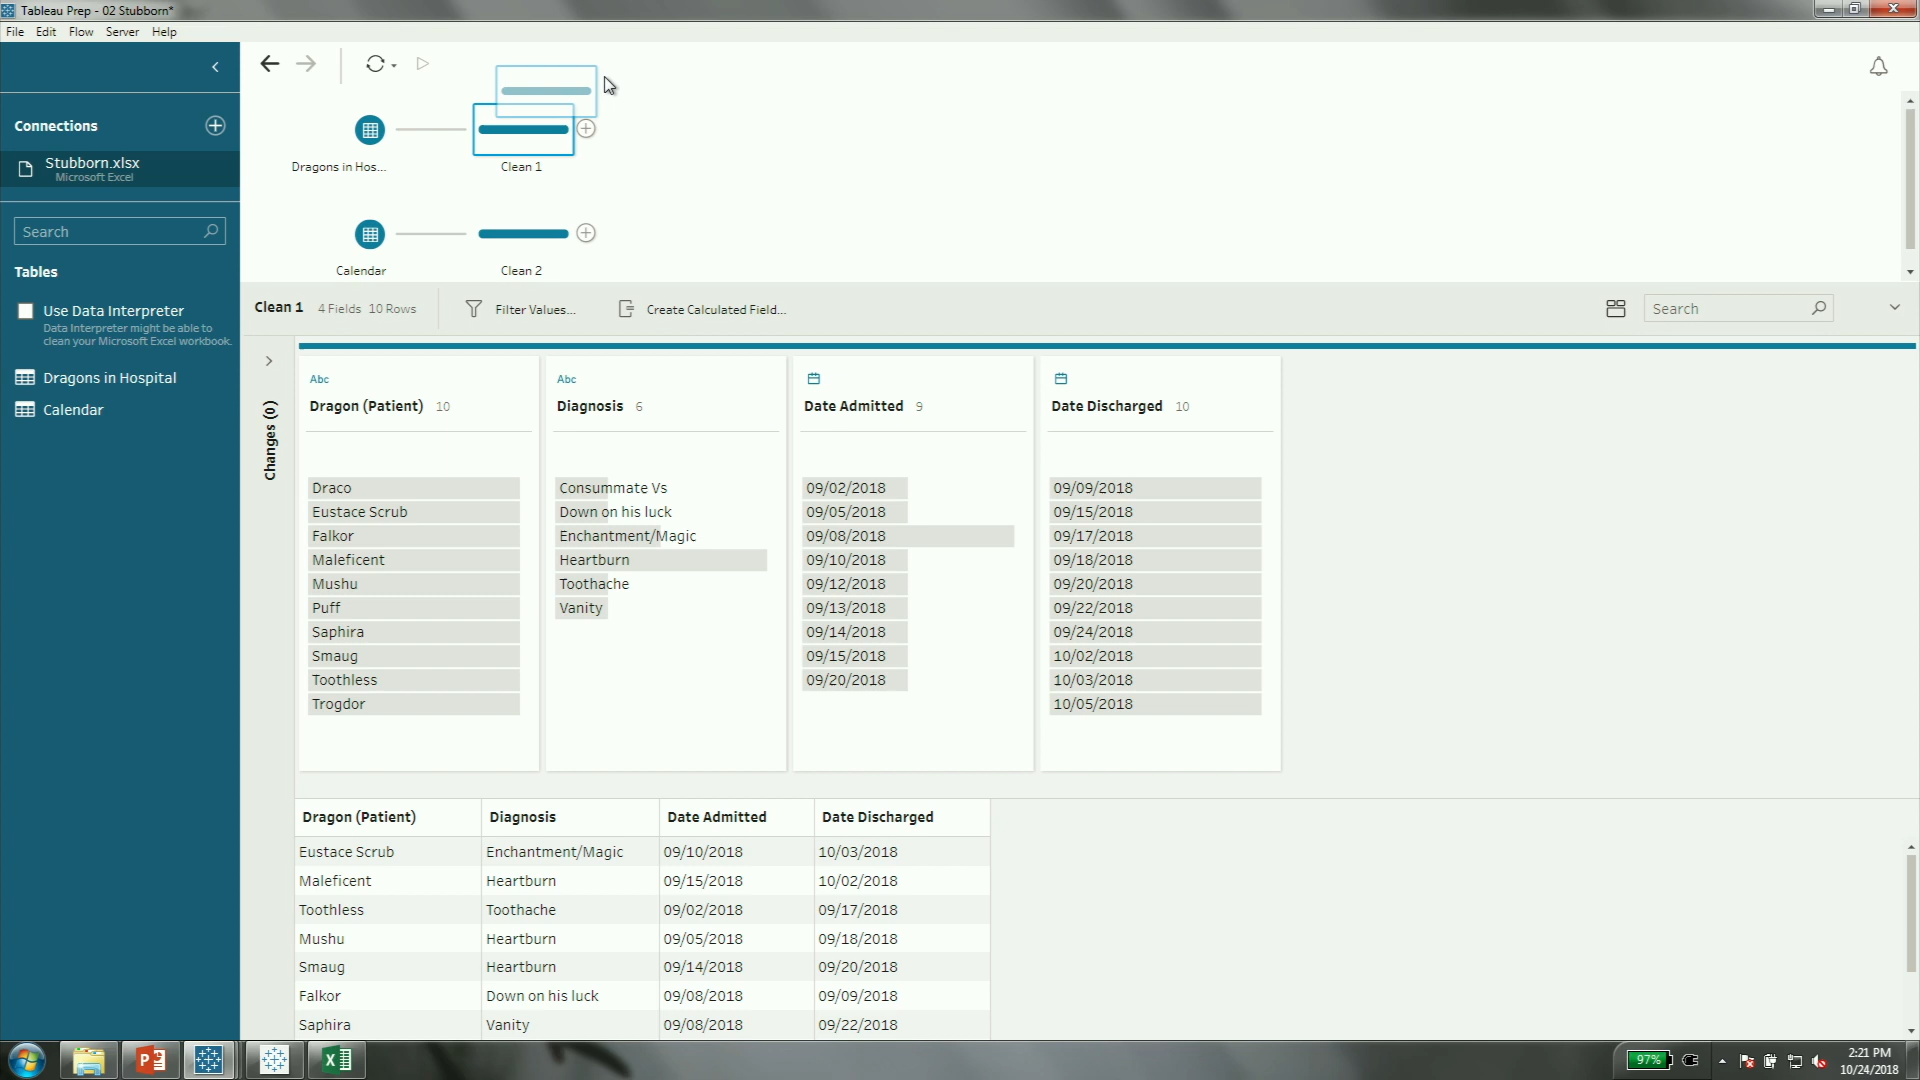 Tableau Prep - 02 Stubborn*
File Edit Flow Server Help
Connections
Stubborn.xlsx
Microsoft Excel
Search
Tables
Use Data Interpreter
Data Interpreter might be able to
clean your Microsoft Excel workbook.
Dragons in Hospital
Calendar
Dragons in Hos...
Clean 1
Calendar
Clean 2
Clean 1 4 Fields 10 Rows Filter Values... Create Calculated Field... Search
Changes (0)
Abc
Dragon (Patient) 10
Draco
Eustace Scrub
Falkor
Maleficent
Mushu
Puff
Saphira
Smaug
Toothless
Trogdor
Abc
Diagnosis 6
Consummate Vs
Down on his luck
Enchantment/Magic
Heartburn
Toothache
Vanity
Date Admitted 9
09/02/2018
09/05/2018
09/08/2018
09/10/2018
09/12/2018
09/13/2018
09/14/2018
09/15/2018
09/20/2018
Date Discharged 10
09/09/2018
09/15/2018
09/17/2018
09/18/2018
09/20/2018
09/22/2018
09/24/2018
10/02/2018
10/03/2018
10/05/2018
Dragon (Patient) Diagnosis Date Admitted Date Discharged
Eustace Scrub Enchantment/Magic 09/10/2018 10/03/2018
Maleficent Heartburn 09/15/2018 10/02/2018
Toothless Toothache 09/02/2018 09/17/2018
Mushu Heartburn 09/05/2018 09/18/2018
Smaug Heartburn 09/14/2018 09/20/2018
Falkor Down on his luck 09/08/2018 09/09/2018
Saphira Vanity 09/08/2018 09/22/2018
97%
2:21 PM
10/24/2018